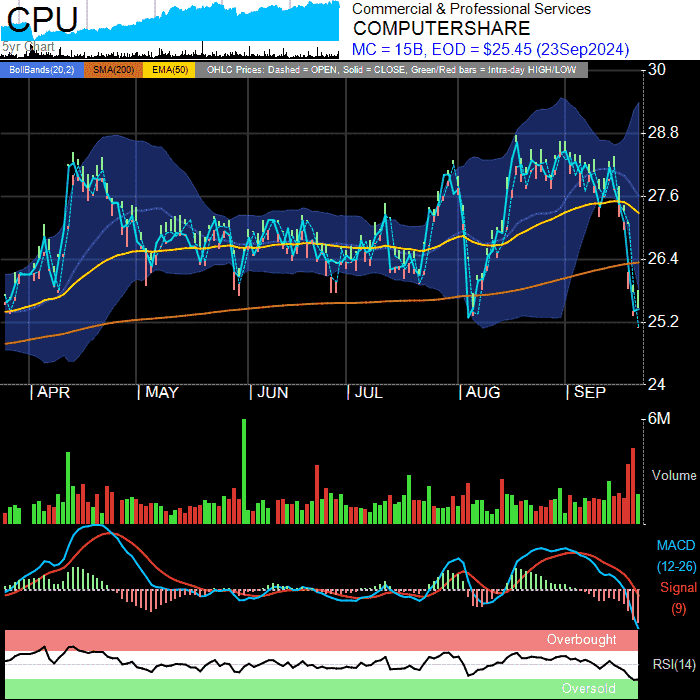 CPU
5yr Chart
Commercial & Professional Services
COMPUTERSHARE
MC = 15B, EOD = $25.45 (23Sep2024)
BollBands(20,2) SMA(200) EMA(50) OHLC Prices: Dashed = OPEN, Solid = CLOSE, Green/Red bars = Intra-day HIGH/LOW
30
28.8
27.6
26.4
25.2
24
APR MAY JUN JUL AUG SEP
6M
Volume
MACD
(12-26)
Signal
(9)
Overbought
RSI(14)
Oversold